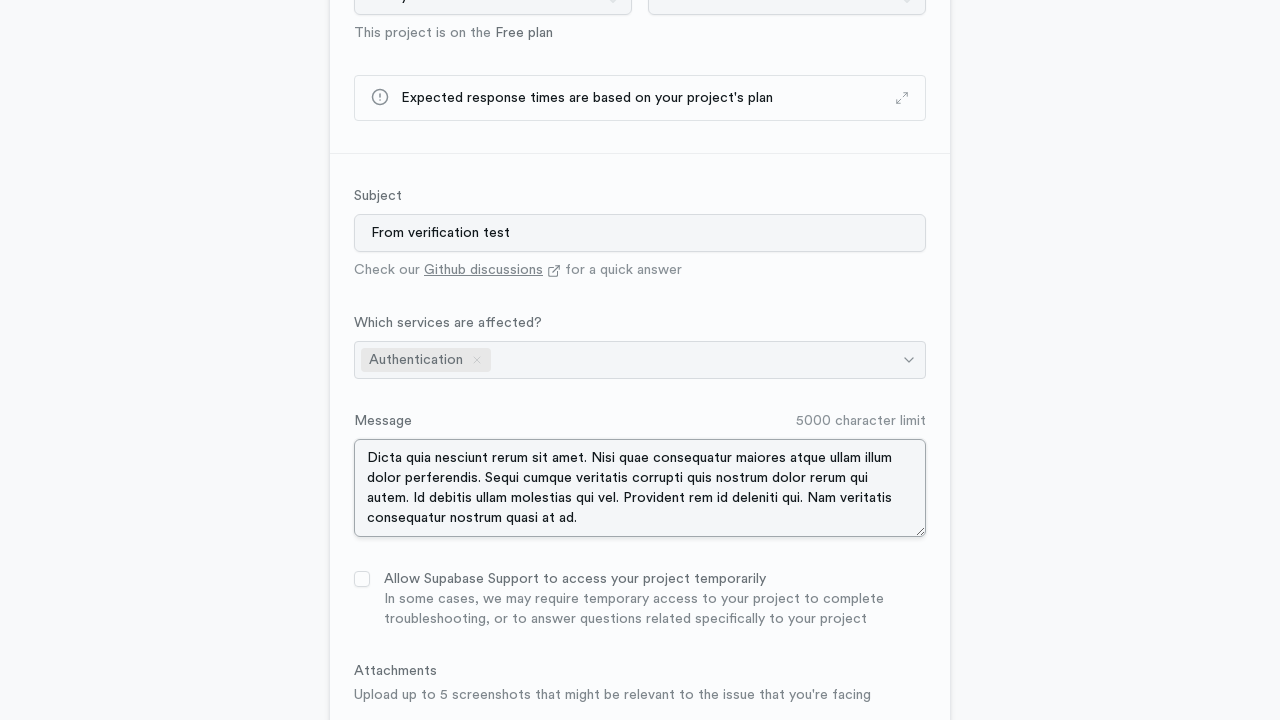 This project is on the Free plan
Expected response times are based on your project's plan
Subject
From verification test
Check our Github discussions for a quick answer
Which services are affected?
Authentication
Message
5000 character limit
Dicta quia nesciunt rerum sit amet. Nisi quae consequatur maiores atque ullam illum
dolor perferendis. Sequi cumque veritatis corrupti quis nostrum dolor rerum qui
autem. Id debitis ullam molestias qui vel. Provident rem id deleniti qui. Nam veritatis
consequatur nostrum quasi at ad.
Allow Supabase Support to access your project temporarily
In some cases, we may require temporary access to your project to complete
troubleshooting, or to answer questions related specifically to your project
Attachments
Upload up to 5 screenshots that might be relevant to the issue that you're facing